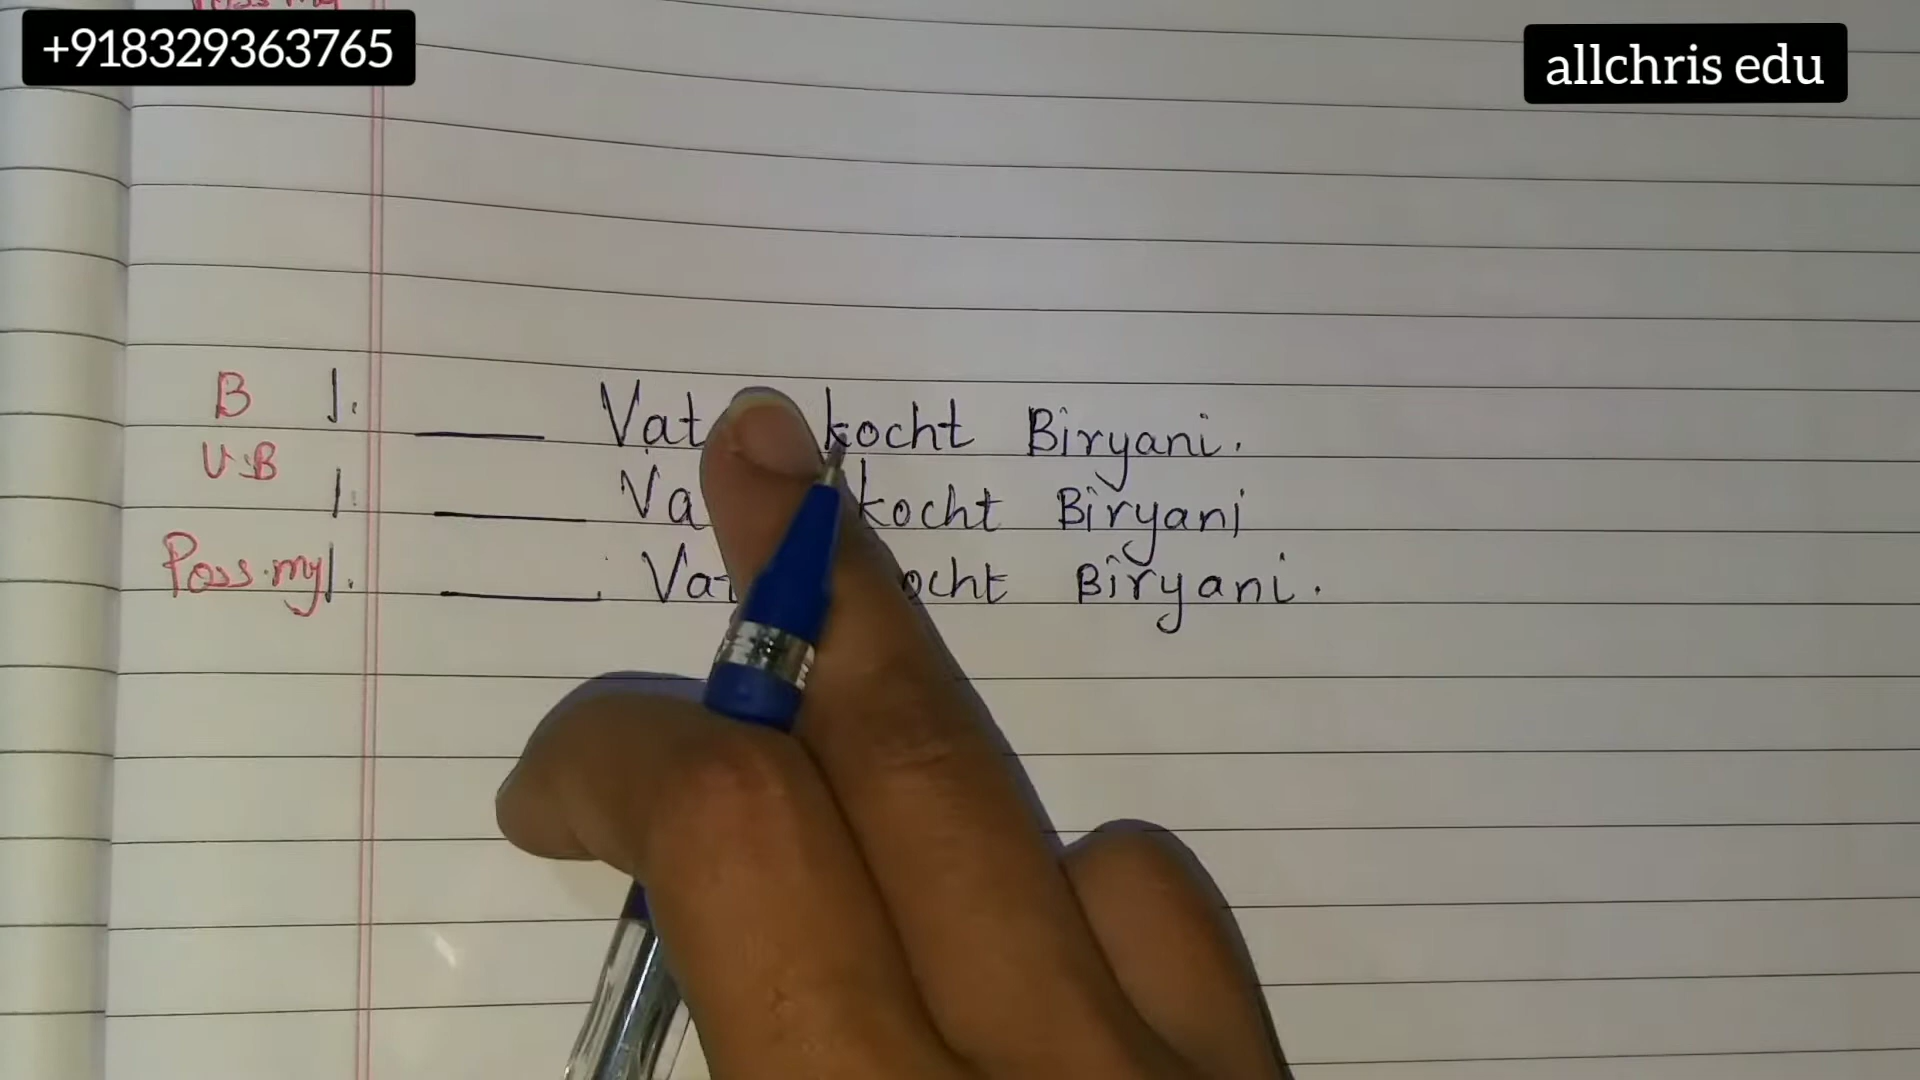 +918329363765
allchris edu
B 1. ____ Vat kocht Biryani.
U.B
1. ____ Va kocht Biryani
Poss.my 1. ____ Vat ocht Biryani.